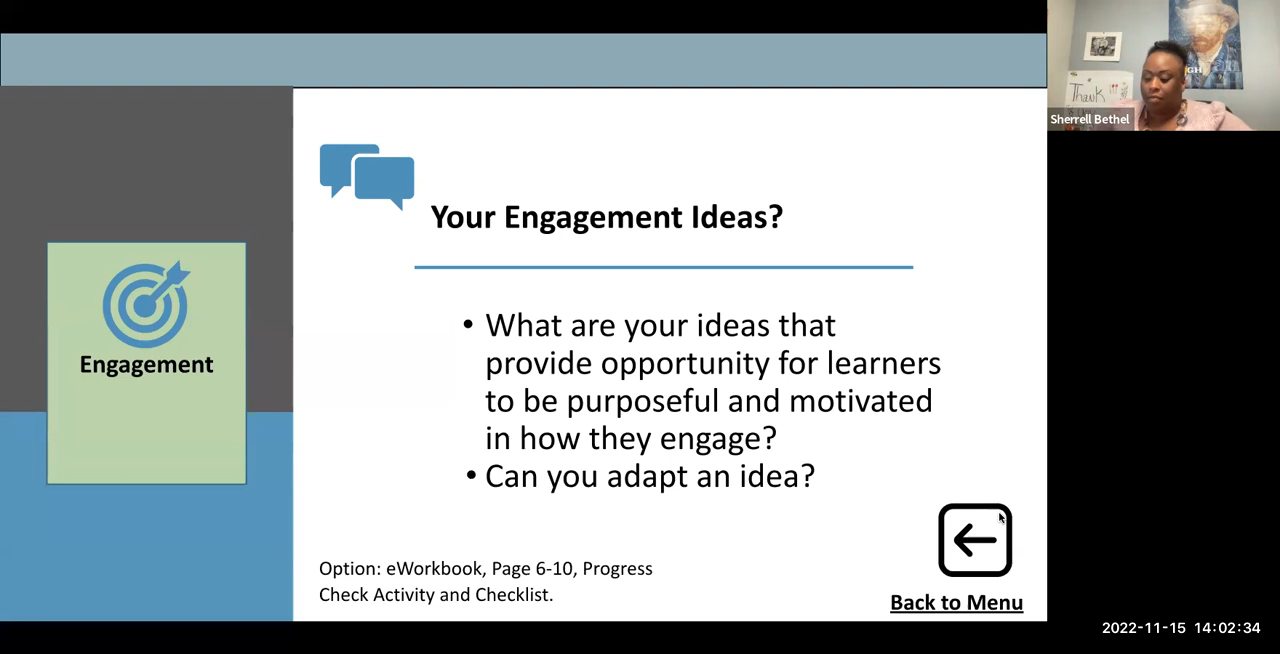 GH
Thank
Sherrell Bethel
Your Engagement Ideas?
Engagement
• What are your ideas that
provide opportunity for learners
to be purposeful and motivated
in how they engage?
• Can you adapt an idea?
Option: eWorkbook, Page 6-10, Progress
Check Activity and Checklist.
Back to Menu
2022-11-15 14:02:34